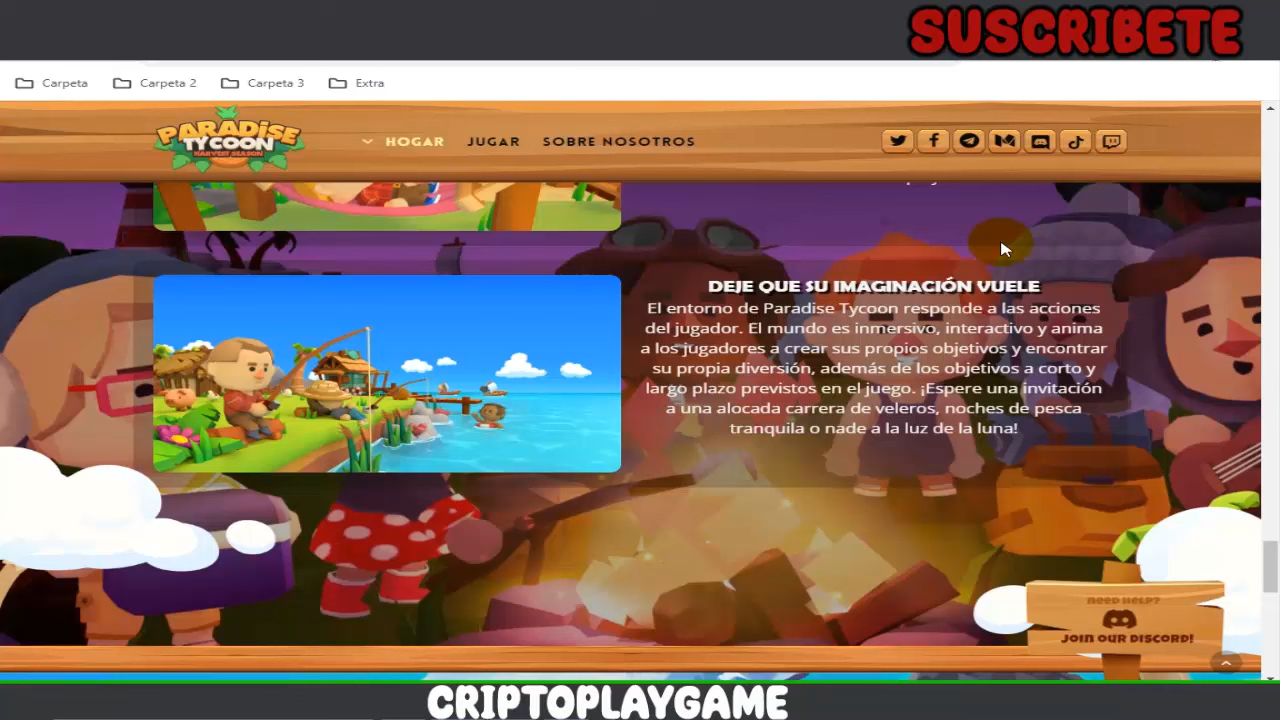 SUSCRIBETE
Carpeta
Carpeta 2
Carpeta 3
Extra
PARADISE
TYCOON
HARVEST SEASON
HOGAR
JUGAR
SOBRE NOSOTROS
DEJE QUE SU IMAGINACIÓN VUELE
El entorno de Paradise Tycoon responde a las acciones
del jugador. El mundo es inmersivo, interactivo y anima
a los jugadores a crear sus propios objetivos y encontrar
su propia diversión, además de los objetivos a corto y
largo plazo previstos en el juego. ¡Espere una invitación
a una alocada carrera de veleros, noches de pesca
tranquila o nade a la luz de la luna!
NEED HELP?
JOIN OUR DISCORD!
CRIPTOPLAYGAME